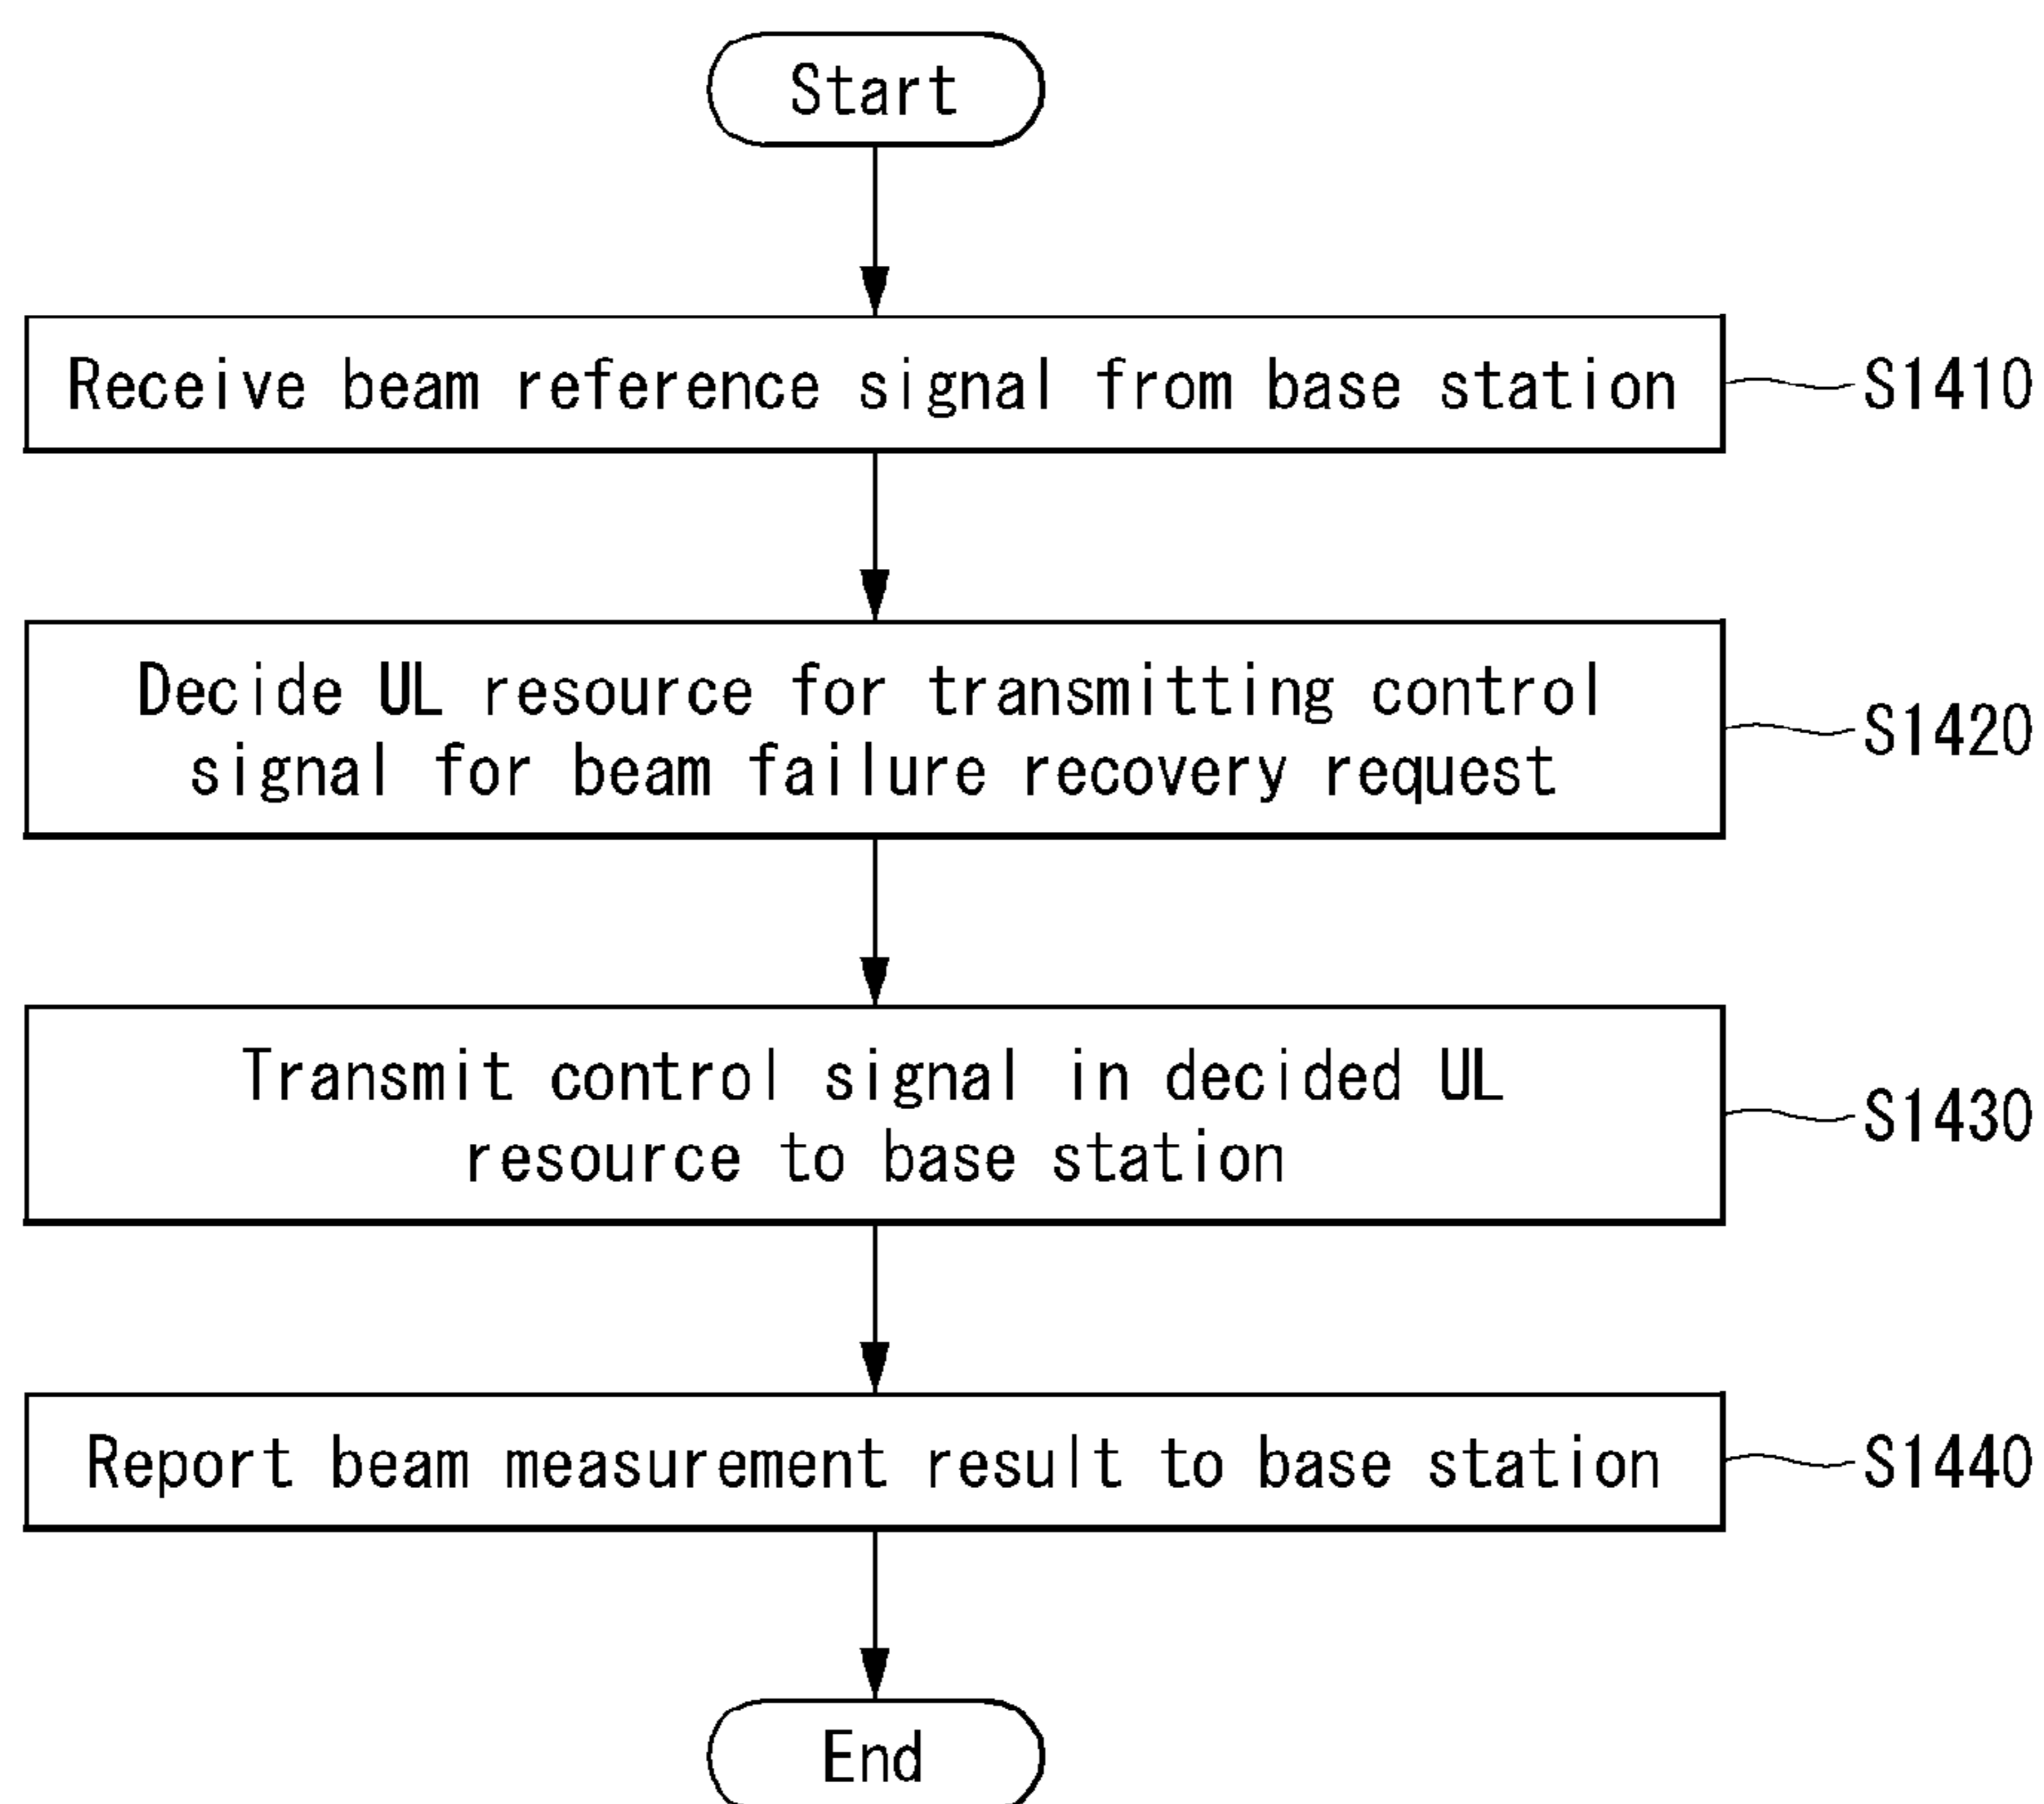 Start
Receive beam reference signal from base station
S1410
Decide UL resource for transmitting control
signal for beam failure recovery request
S1420
Transmit control signal in decided UL
resource to base station
S1430
Report beam measurement result to base station
S1440
End